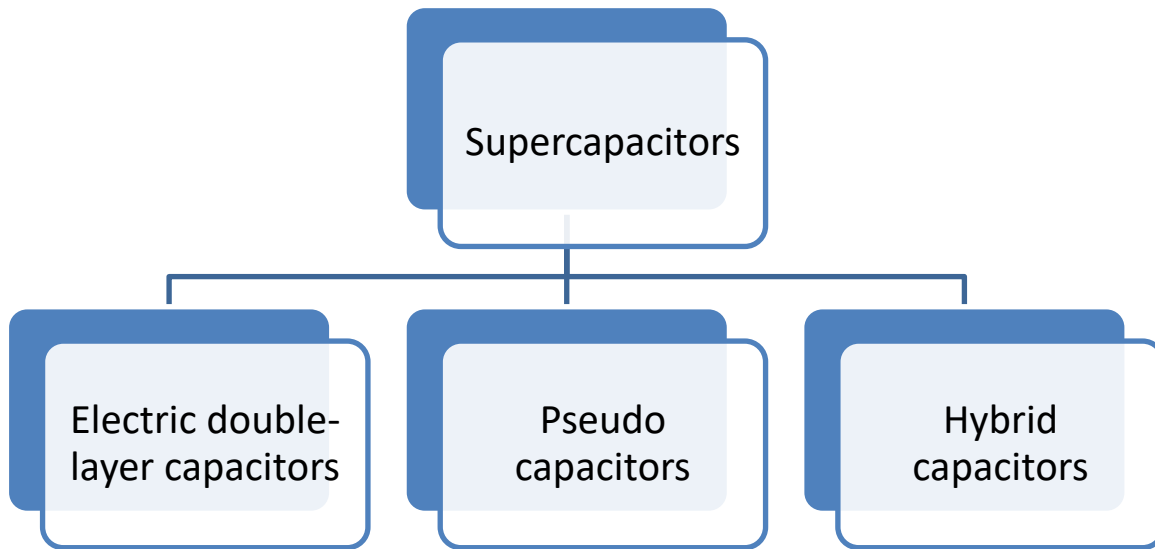 Supercapacitors
Electric double-
layer capacitors
Pseudo
capacitors
Hybrid
capacitors